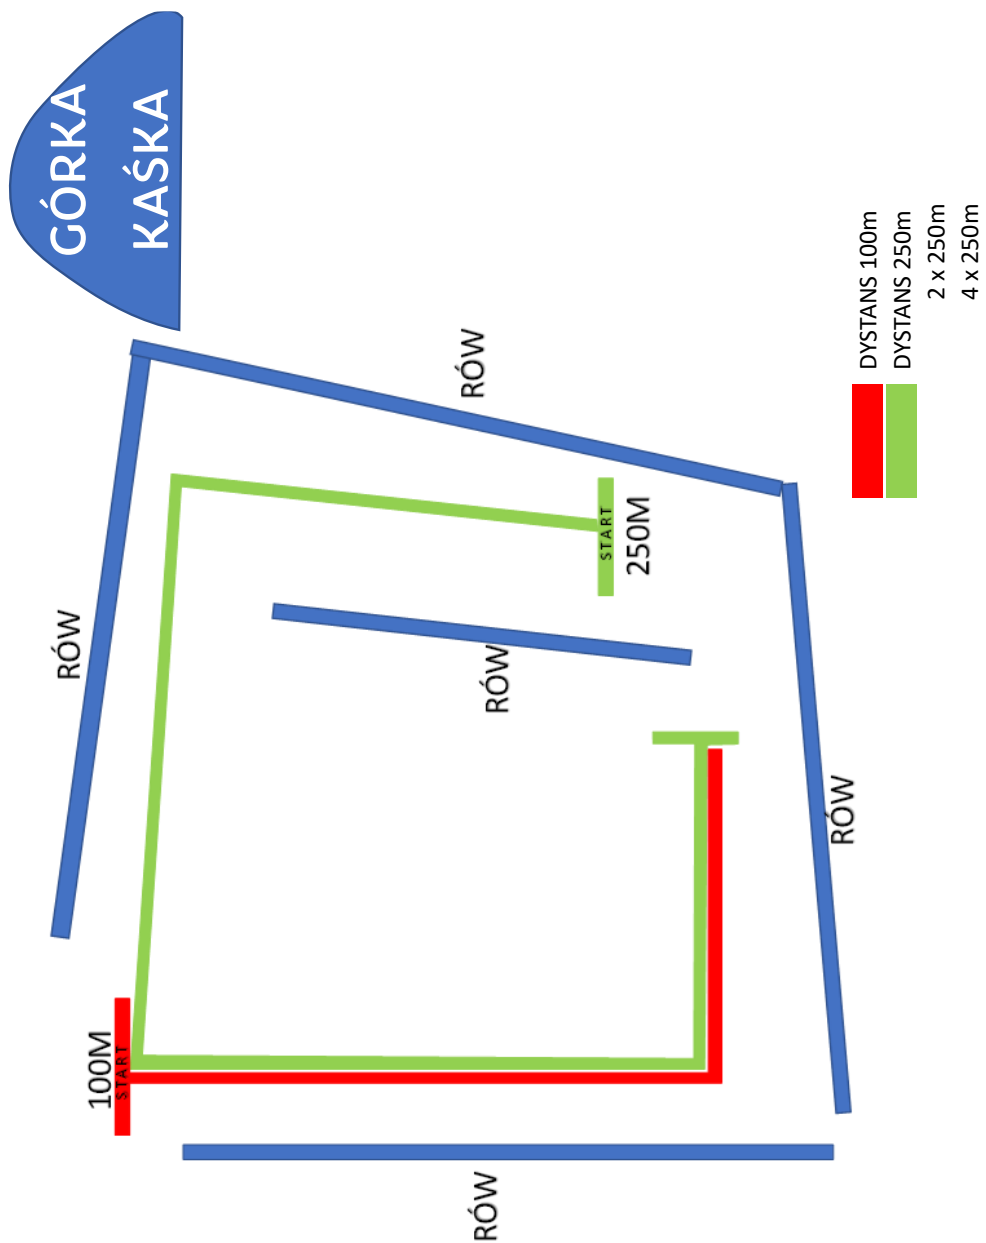 GÓRKA
KAŚKA
RÓW
RÓW
RÓW
START
250M
100M
START
RÓW
RÓW
DYSTANS 100m
DYSTANS 250m
2 x 250m
4 x 250m